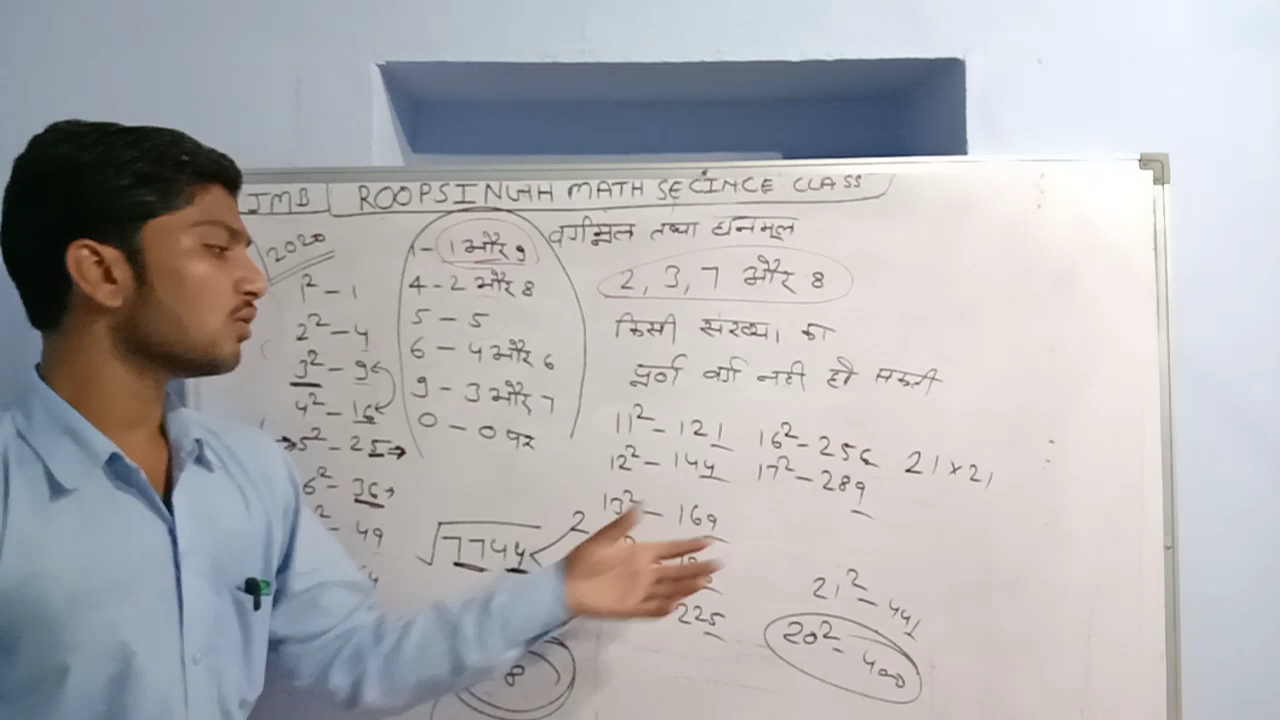 JMB ROOPSINGH MATH SECINCE CLASS
2020
वर्गमूल तथा घनमूल
2, 3, 7 और 8
किसी संख्या का
पूर्ण वर्ग नही हो सकती
1² - 1
2² - 4
3² - 9
4² - 16
5² - 25
6² - 36
² - 49
1 - 1 और 9
4 - 2 और 8
5 - 5
6 - 4 और 6
9 - 3 और 7
0 - 0 पर
√7744
2
8
11² - 121
12² - 144
13² - 169
225
16² - 256
17² - 289
21 × 21
21² - 441
20² - 400